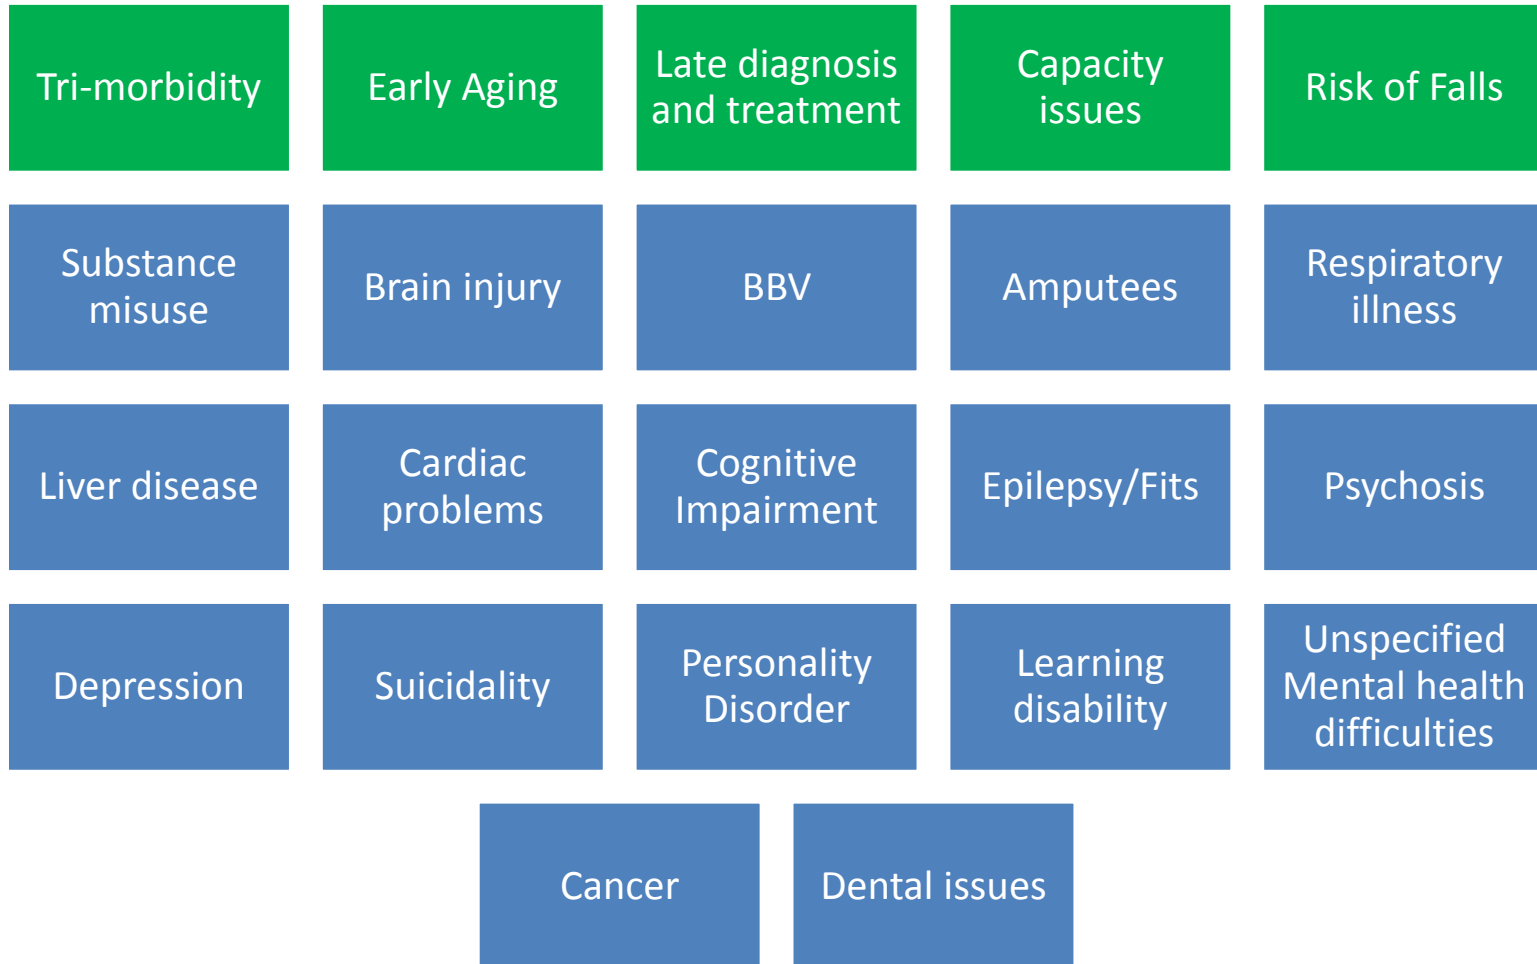 Tri-morbidity
Early Aging
Late diagnosis
and treatment
Capacity
issues
Risk of Falls
Substance
misuse
Brain injury
BBV
Amputees
Respiratory
illness
Liver disease
Cardiac
problems
Cognitive
Impairment
Epilepsy/Fits
Psychosis
Depression
Suicidality
Personality
Disorder
Learning
disability
Unspecified
Mental health
difficulties
Cancer
Dental issues